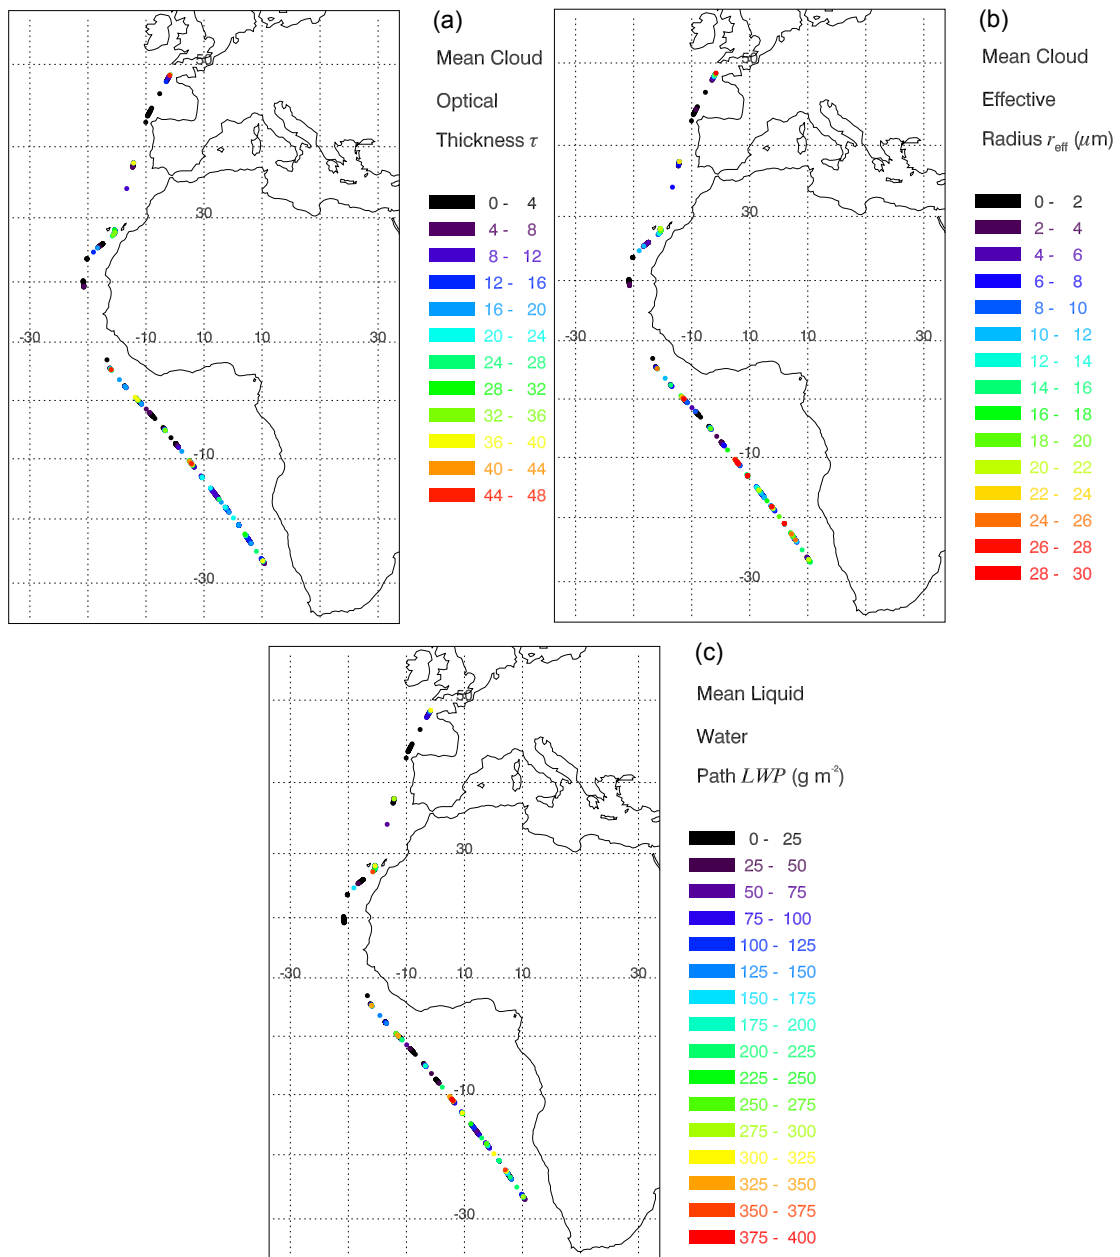 (a)
Mean Cloud
Optical
Thickness τ
0 - 4
4 - 8
8 - 12
12 - 16
16 - 20
20 - 24
24 - 28
28 - 32
32 - 36
36 - 40
40 - 44
44 - 48
50
30
-30 -10 10 30
-10
-30
(b)
Mean Cloud
Effective
Radius r_eff (μm)
0 - 2
2 - 4
4 - 6
6 - 8
8 - 10
10 - 12
12 - 14
14 - 16
16 - 18
18 - 20
20 - 22
22 - 24
24 - 26
26 - 28
28 - 30
50
30
-30 -10 10 30
-10
-30
(c)
Mean Liquid
Water
Path LWP (g m⁻²)
0 - 25
25 - 50
50 - 75
75 - 100
100 - 125
125 - 150
150 - 175
175 - 200
200 - 225
225 - 250
250 - 275
275 - 300
300 - 325
325 - 350
350 - 375
375 - 400
50
30
-30 -10 10 30
-10
-30